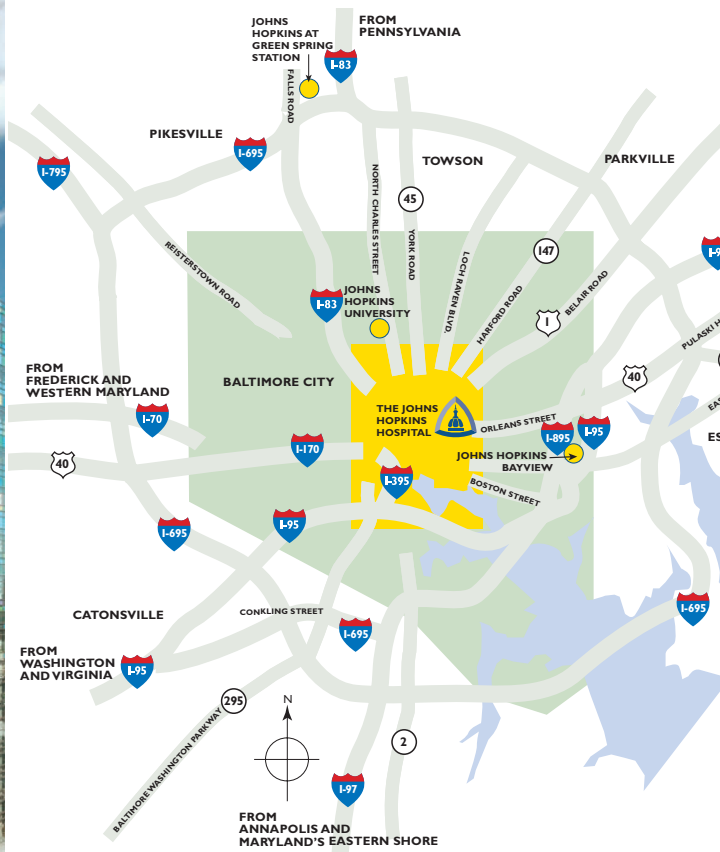 JOHNS
HOPKINS AT
GREEN SPRING
STATION
FROM
PENNSYLVANIA
I-83
FALLS ROAD
PIKESVILLE
I-695
I-795
TOWSON
PARKVILLE
45
NORTH CHARLES STREET
YORK ROAD
LOCH RAVEN BLVD.
147
HARFORD ROAD
BELAIR ROAD
1
REISTERSTOWN ROAD
I-83
JOHNS
HOPKINS
UNIVERSITY
40
FROM
FREDERICK AND
WESTERN MARYLAND
BALTIMORE CITY
I-70
THE JOHNS
HOPKINS
HOSPITAL
ORLEANS STREET
I-895
I-95
I-170
40
JOHNS HOPKINS
BAYVIEW
I-395
BOSTON STREET
I-95
I-695
CATONSVILLE
CONKLING STREET
I-695
I-695
FROM
WASHINGTON
AND VIRGINIA
I-95
295
BALTIMORE WASHINGTON PARKWAY
N
2
I-97
FROM
ANNAPOLIS AND
MARYLAND'S EASTERN SHORE
PULASKI